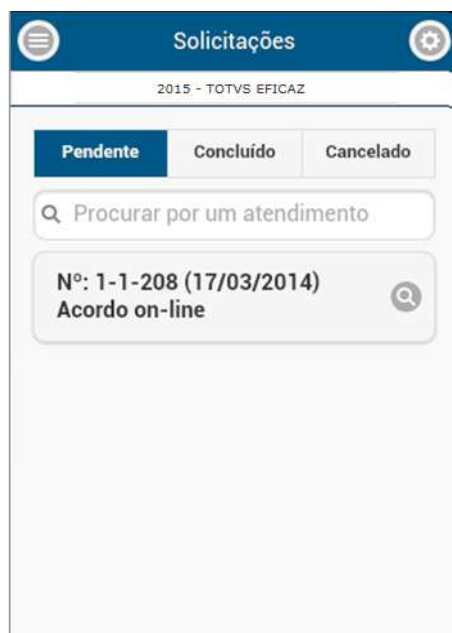 Solicitações
2015 - TOTVS EFICAZ
Pendente Concluído Cancelado
Procurar por um atendimento
Nº: 1-1-208 (17/03/2014)
Acordo on-line